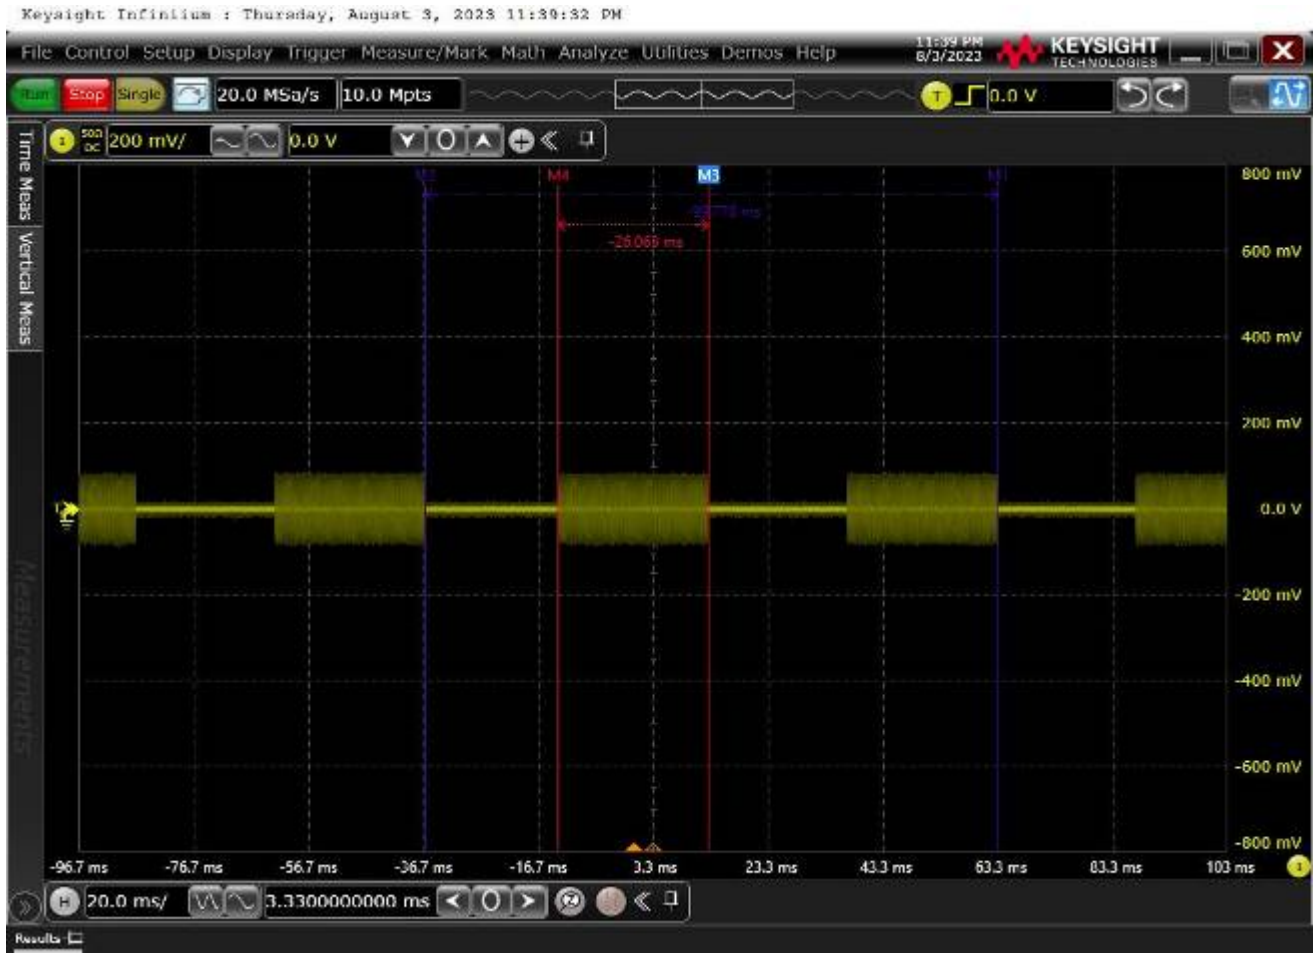 Keysight Infiniium : Thursday, August 3, 2023 11:39:32 PM
File Control Setup Display Trigger Measure/Mark Math Analyze Utilities Demos Help
11:39 PM
8/3/2023
KEYSIGHT
TECHNOLOGIES
Run Stop Single 20.0 MSa/s 10.0 Mpts T 0.0 V
1 50Ω DC 200 mV/ 0.0 V
Time Meas
Vertical Meas
Measurements
M4 M3
800 mV
-26.065 ms
600 mV
400 mV
200 mV
0.0 V
-200 mV
-400 mV
-600 mV
-800 mV
-96.7 ms -76.7 ms -56.7 ms -36.7 ms -16.7 ms 3.3 ms 23.3 ms 43.3 ms 63.3 ms 83.3 ms 103 ms 1
H 20.0 ms/ 3.3300000000 ms
Results